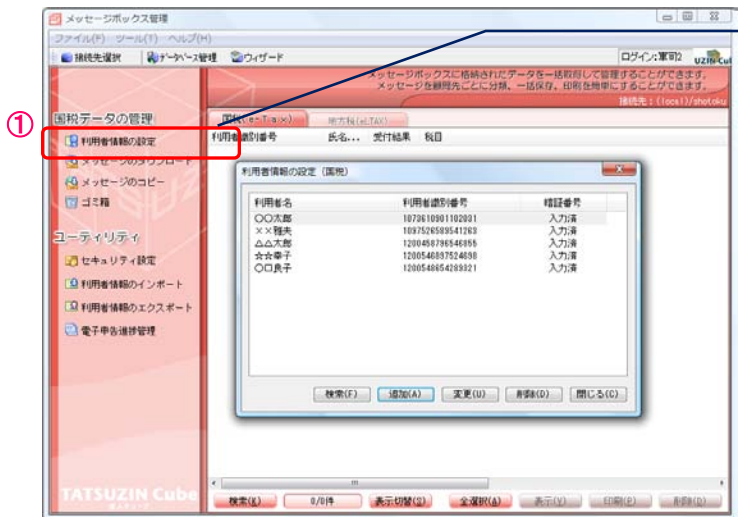 メッセージボックス管理
ファイル(F) ツール(T) ヘルプ(H)
接続先選択 データベース管理 ウィザード ログイン:軍司2
メッセージボックスに格納されたデータを一括取得して管理することができます。
メッセージを顧問先ごとに分類、一括保存、印刷を簡単にすることができます。
接続先:(local)/shotoku
①
国税データの管理
利用者情報の設定
メッセージのダウンロード
メッセージのコピー
ゴミ箱
ユーティリティ
セキュリティ設定
利用者情報のインポート
利用者情報のエクスポート
電子申告進捗管理
TATSUZIN Cube
国税(e-Tax) 地方税(eLTAX)
利用者識別番号 氏名... 受付結果 税目
利用者情報の設定 (国税)
利用者名 利用者識別番号 暗証番号
〇〇太郎 1073610901102031 入力済
××雅夫 1097526589541263 入力済
△△太郎 1200458796546855 入力済
☆☆幸子 1200546897524698 入力済
〇口良子 1200548654289321 入力済
検索(F) 追加(A) 変更(U) 削除(D) 閉じる(C)
検索(K) 0/0件 表示切替(S) 全選択(A) 表示(V) 印刷(P) 削除(D)